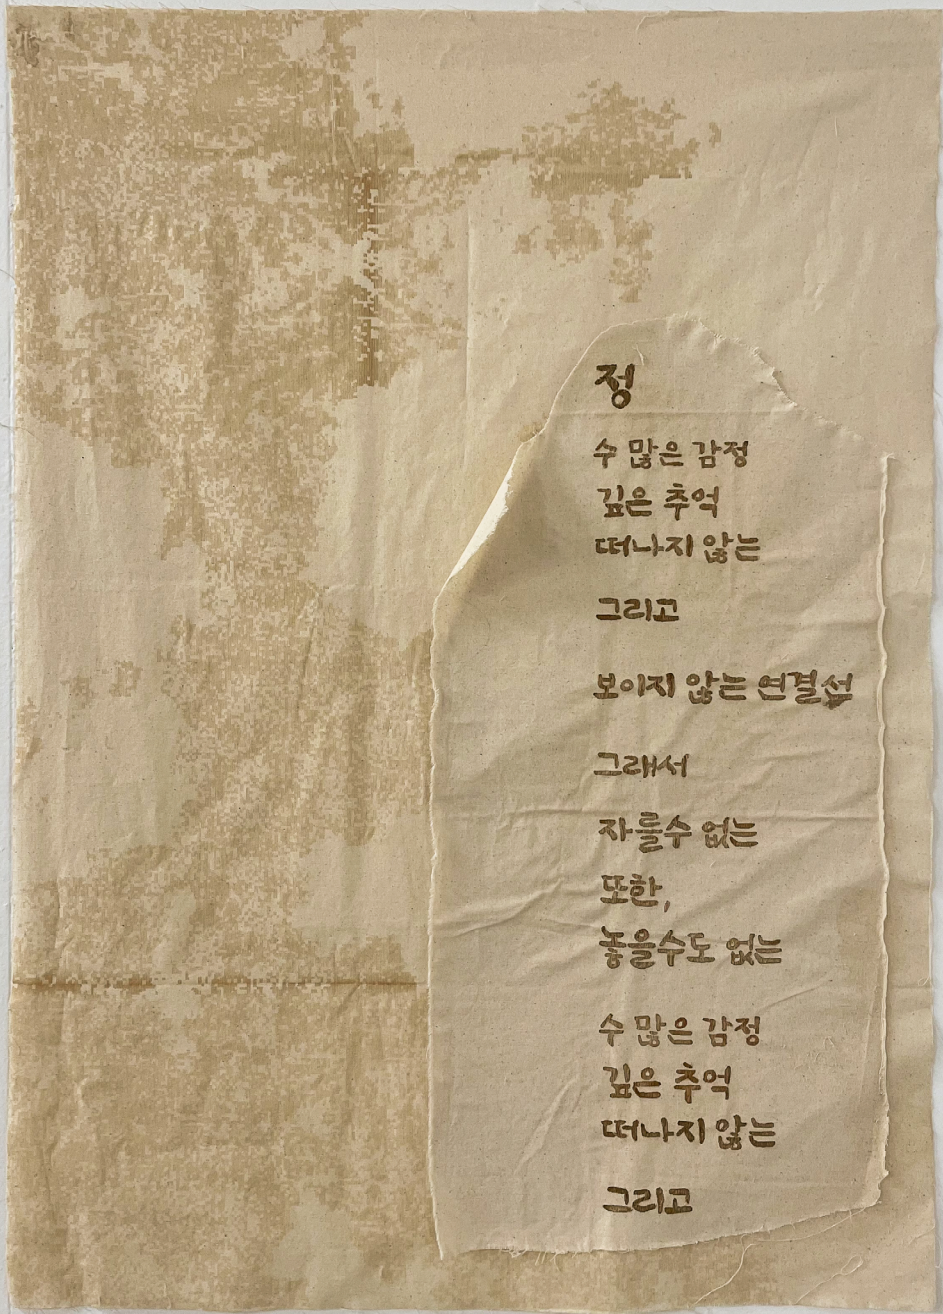 정
수 많은 감정
깊은 추억
떠나지 않는
그리고
보이지 않는 연결선
그래서
자를수 없는
또한,
놓을수도 없는
수 많은 감정
깊은 추억
떠나지 않는
그리고